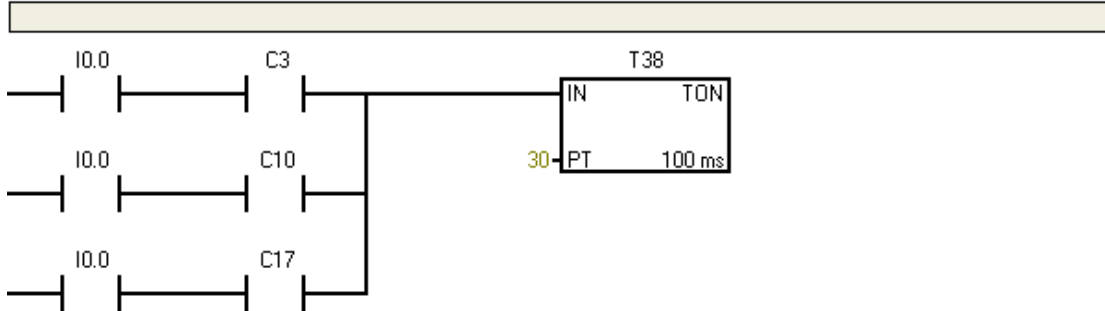 I0.0 C3 T38
IN TON
30 PT 100 ms
I0.0 C10
I0.0 C17